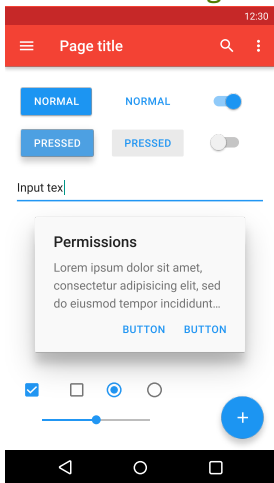 12:30
Page title
NORMAL NORMAL
PRESSED PRESSED
Input tex
Permissions
Lorem ipsum dolor sit amet,
consectetur adipisicing elit, sed
do eiusmod tempor incididunt...
BUTTON BUTTON